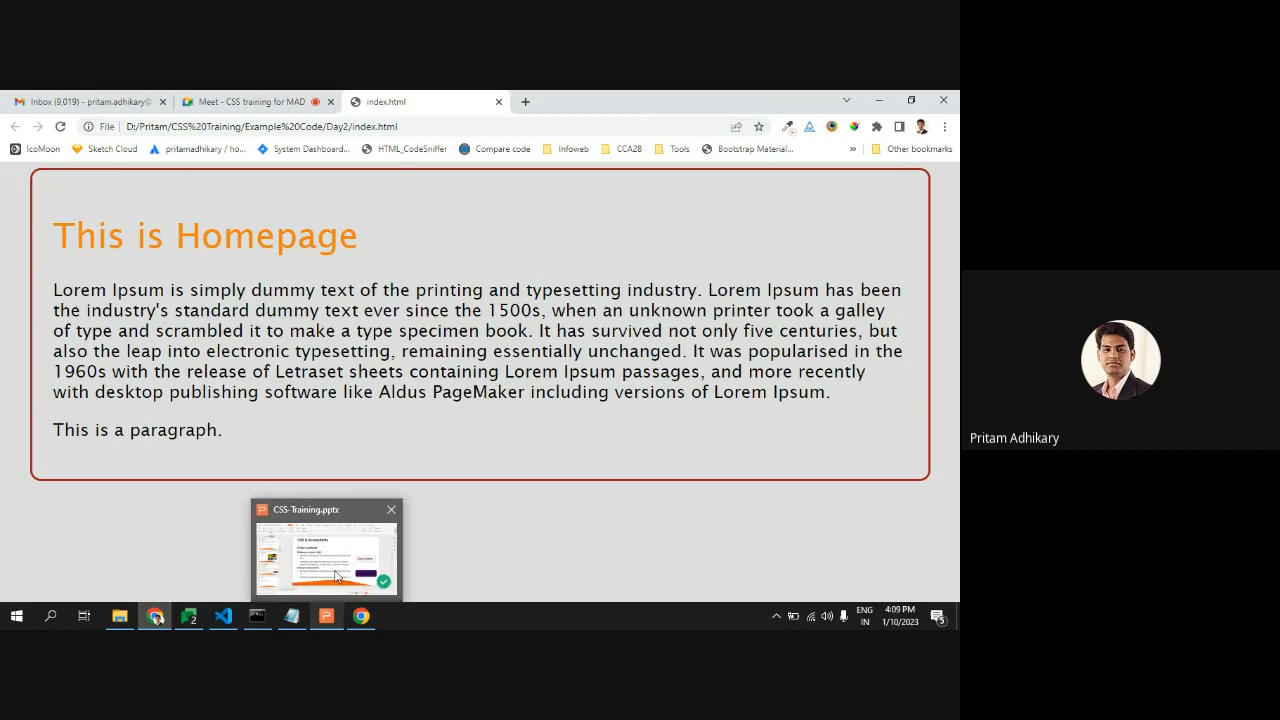 Inbox (9,019) - pritam.adhikary@
Meet - CSS training for MAD
index.html
File
D:/Pritam/CSS%20Training/Example%20Code/Day2/index.html
IcoMoon
Sketch Cloud
pritamadhikary / ho...
System Dashboard...
HTML_CodeSniffer
Compare code
Infoweb
CCA28
Tools
Bootstrap Material...
»
Other bookmarks
This is Homepage
Lorem Ipsum is simply dummy text of the printing and typesetting industry. Lorem Ipsum has been
the industry's standard dummy text ever since the 1500s, when an unknown printer took a galley
of type and scrambled it to make a type specimen book. It has survived not only five centuries, but
also the leap into electronic typesetting, remaining essentially unchanged. It was popularised in the
1960s with the release of Letraset sheets containing Lorem Ipsum passages, and more recently
with desktop publishing software like Aldus PageMaker including versions of Lorem Ipsum.
This is a paragraph.
CSS-Training.pptx
CSS & Accessibility
Pritam Adhikary
2
ENG
IN
4:09 PM
1/10/2023
5